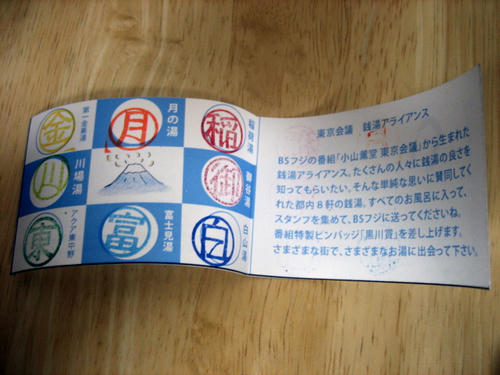 第一金乗湯
金
月の湯
月
稲荷湯
稲
川場湯
川
アクア東中野
東
富士見湯
富
白山湯
白
東京会議 銭湯アライアンス
BSフジの番組「小山薫堂 東京会議」から生まれた
銭湯アライアンス。たくさんの人々に銭湯の良さを
知ってもらいたい。そんな単純な思いに賛同してく
れた都内8軒の銭湯。すべてのお風呂に入って、
スタンプを集めて、BSフジに送ってくださいね。
番組特製ピンバッヂ「黒川賞」を差し上げます。
さまざまな街で、さまざまなお湯に出会って下さい。